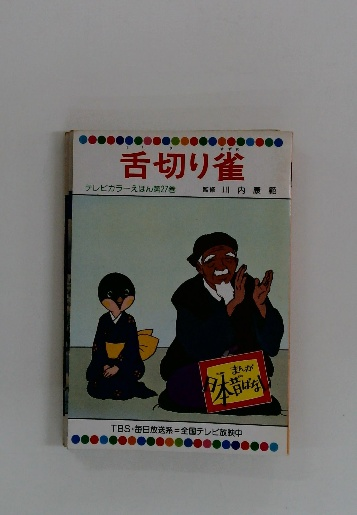 舌切り雀
テレビカラーえほん第27巻
監修 川内康範
まんが
日本昔ばなし
TBS・毎日放送系=全国テレビ放映中